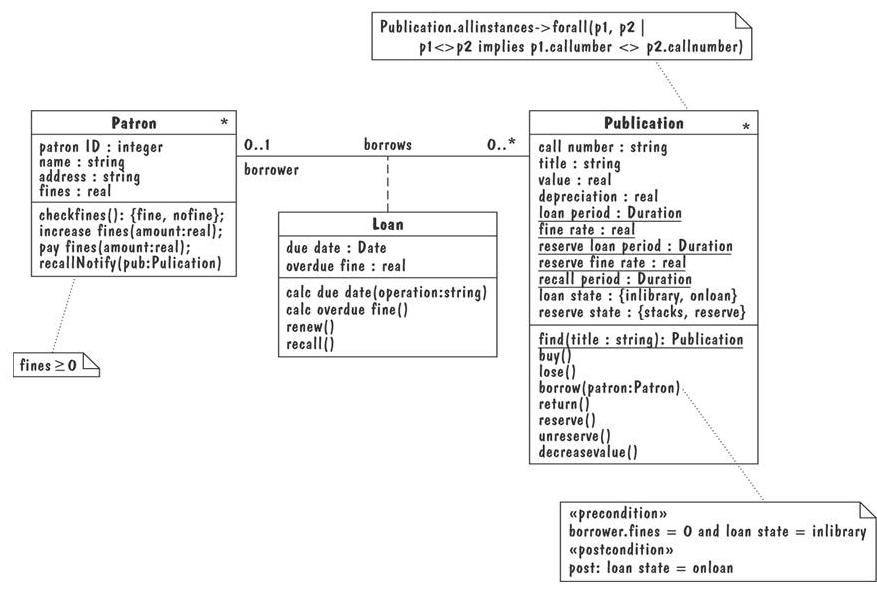 Publication.allinstances->forall(p1, p2 |
p1<>p2 implies p1.callumber <> p2.callnumber)
Patron *
patron ID : integer
name : string
address : string
fines : real
checkfines(): {fine, nofine};
increase fines(amount:real);
pay fines(amount:real);
recallNotify(pub:Pulication)
fines ≥ 0
0..1 borrows 0..*
borrower
Loan
due date : Date
overdue fine : real
calc due date(operation:string)
calc overdue fine()
renew()
recall()
Publication *
call number : string
title : string
value : real
depreciation : real
loan period : Duration
fine rate : real
reserve loan period : Duration
reserve fine rate : real
recall period : Duration
loan state : {inlibrary, onloan}
reserve state : {stacks, reserve}
find(title : string): Publication
buy()
lose()
borrow(patron:Patron)
return()
reserve()
unreserve()
decreasevalue()
«precondition»
borrower.fines = 0 and loan state = inlibrary
«postcondition»
post: loan state = onloan